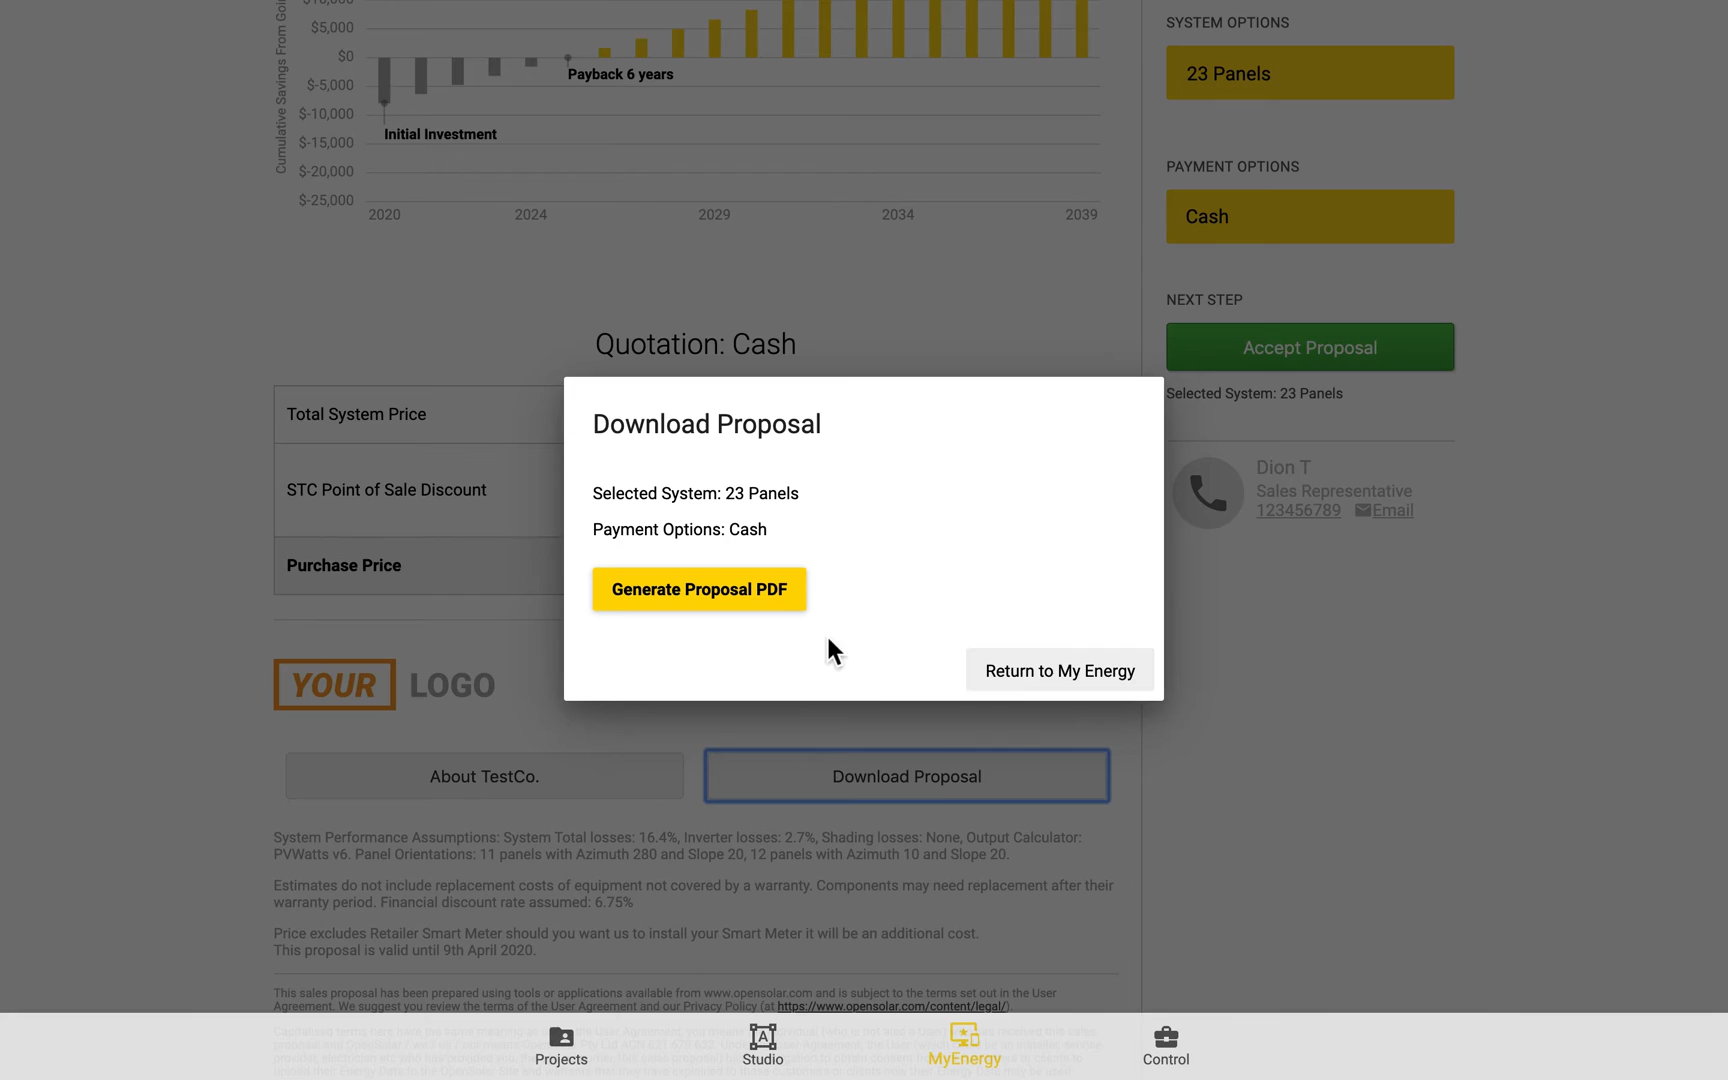 Cumulative Savings From Goin
$5,000
$0
$-5,000
$-10,000
$-15,000
$-20,000
$-25,000
Payback 6 years
Initial Investment
2020
2024
2029
2034
2039
SYSTEM OPTIONS
23 Panels
PAYMENT OPTIONS
Cash
NEXT STEP
Accept Proposal
Selected System: 23 Panels
Dion T
Sales Representative
123456789 Email
Quotation: Cash
Total System Price
STC Point of Sale Discount
Purchase Price
Download Proposal
Selected System: 23 Panels
Payment Options: Cash
Generate Proposal PDF
Return to My Energy
YOUR LOGO
About TestCo.
Download Proposal
System Performance Assumptions: System Total losses: 16.4%, Inverter losses: 2.7%, Shading losses: None, Output Calculator:
PVWatts v6. Panel Orientations: 11 panels with Azimuth 280 and Slope 20, 12 panels with Azimuth 10 and Slope 20.
Estimates do not include replacement costs of equipment not covered by a warranty. Components may need replacement after their
warranty period. Financial discount rate assumed: 6.75%
Price excludes Retailer Smart Meter should you want us to install your Smart Meter it will be an additional cost.
This proposal is valid until 9th April 2020.
This sales proposal has been prepared using tools or applications available from www.opensolar.com and is subject to the terms set out in the User
Agreement. We suggest you review the terms of the User Agreement and our Privacy Policy (at https://www.opensolar.com/content/legal/).
Projects
Studio
MyEnergy
Control